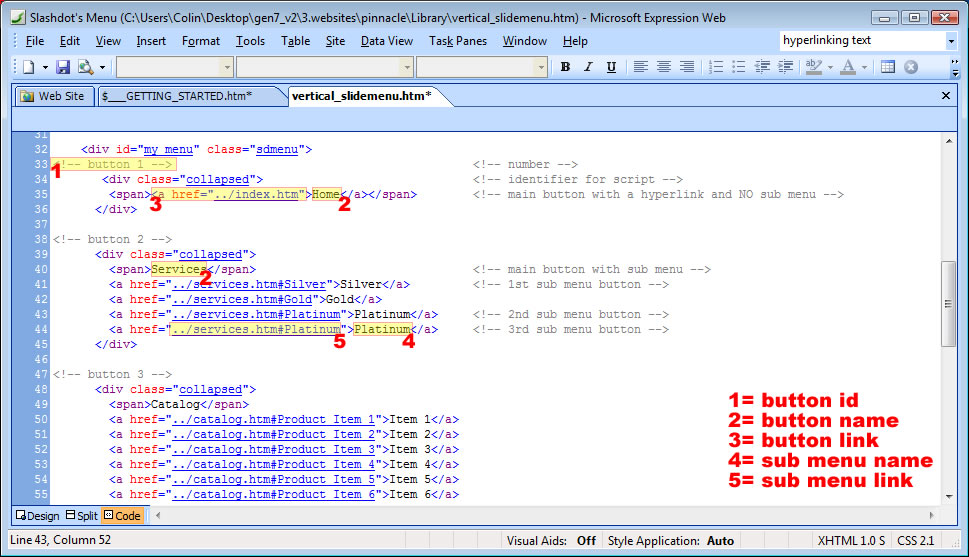 Slashdot's Menu (C:\Users\Colin\Desktop\gen7_v2\3.websites\pinnacle\Library\vertical_slidemenu.htm) - Microsoft Expression Web
File Edit View Insert Format Tools Table Site Data View Task Panes Window Help hyperlinking text
B I U
Web Site $___GETTING_STARTED.htm* vertical_slidemenu.htm*
31
32 <div id="my_menu" class="sdmenu">
33 <!-- button 1 --> <!-- number -->
1
34 <div class="collapsed"> <!-- identifier for script -->
35 <span><a href="../index.htm">Home</a></span> <!-- main button with a hyperlink and NO sub menu -->
3 2
36 </div>
37
38 <!-- button 2 -->
39 <div class="collapsed">
40 <span>Services</span> <!-- main button with sub menu -->
2
41 <a href="../services.htm#Silver">Silver</a> <!-- 1st sub menu button -->
42 <a href="../services.htm#Gold">Gold</a>
43 <a href="../services.htm#Platinum">Platinum</a> <!-- 2nd sub menu button -->
44 <a href="../services.htm#Platinum">Platinum</a> <!-- 3rd sub menu button -->
5 4
45 </div>
46
47 <!-- button 3 -->
48 <div class="collapsed">
49 <span>Catalog</span>
50 <a href="../catalog.htm#Product Item 1">Item 1</a>
51 <a href="../catalog.htm#Product Item 2">Item 2</a>
52 <a href="../catalog.htm#Product Item 3">Item 3</a>
53 <a href="../catalog.htm#Product Item 4">Item 4</a>
54 <a href="../catalog.htm#Product Item 5">Item 5</a>
55 <a href="../catalog.htm#Product Item 6">Item 6</a>
1= button id
2= button name
3= button link
4= sub menu name
5= sub menu link
Design Split Code
Line 43, Column 52 Visual Aids: Off Style Application: Auto XHTML 1.0 S CSS 2.1